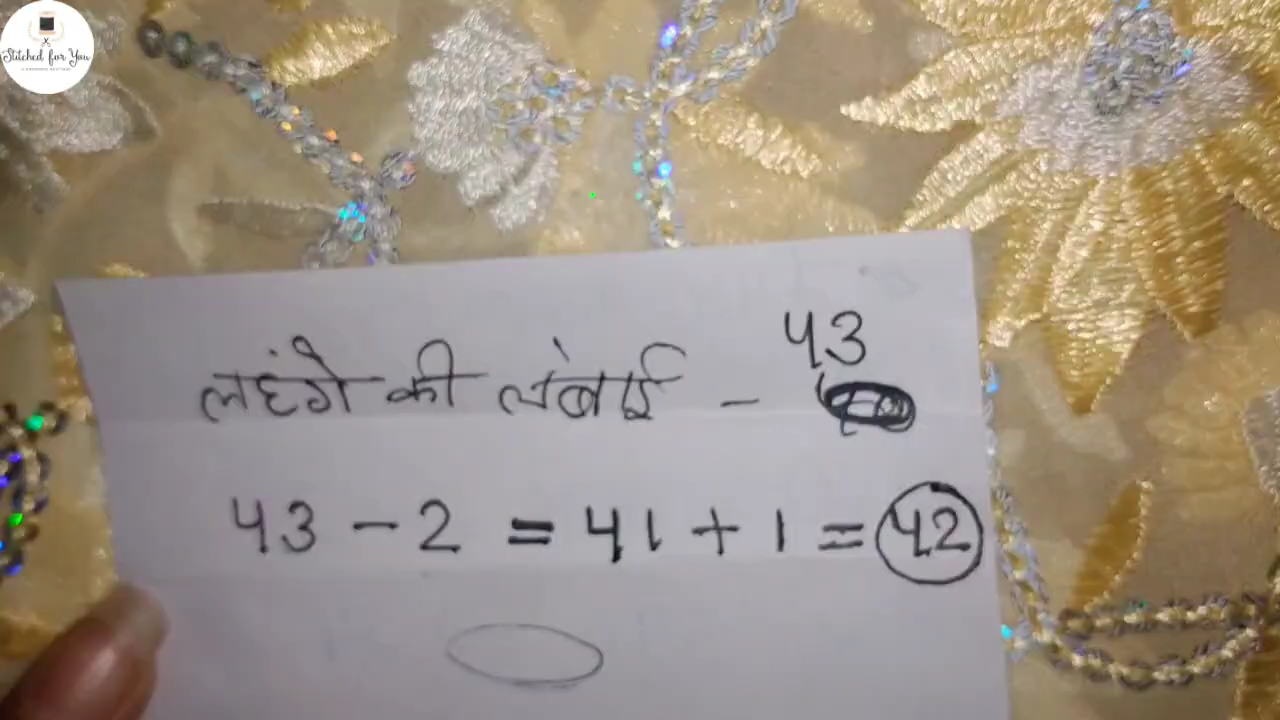 Stitched for You
लहंगे की लंबाई - 43
43 - 2 = 41 + 1 = 42